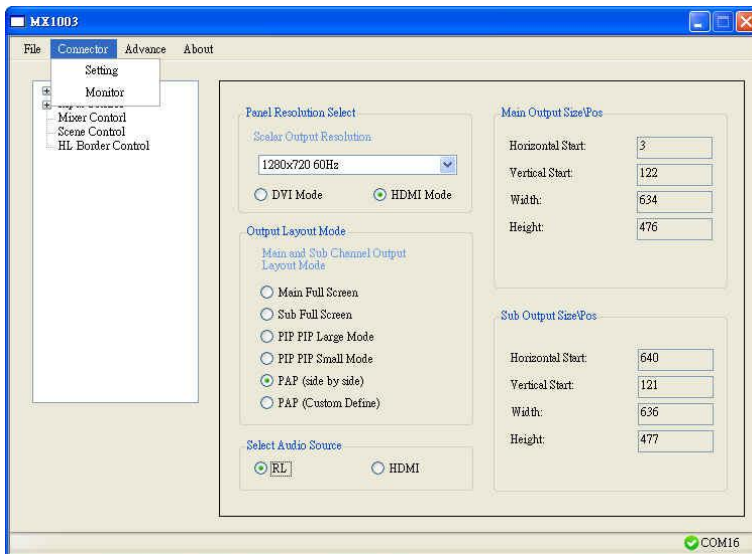 MX1003
File Connector Advance About
Setting
Monitor
Mixer Contorl
Scene Control
HL Border Control
Panel Resolution Select
Scalar Output Resolution
1280x720 60Hz
DVI Mode HDMI Mode
Output Layout Mode
Main and Sub Channel Output
Layout Mode
Main Full Screen
Sub Full Screen
PIP PIP Large Mode
PIP PIP Small Mode
PAP (side by side)
PAP (Custom Define)
Select Audio Source
RL HDMI
Main Output Size\Pos
Horizontal Start: 3
Vertical Start: 122
Width: 634
Height: 476
Sub Output Size\Pos
Horizontal Start: 640
Vertical Start: 121
Width: 636
Height: 477
COM16